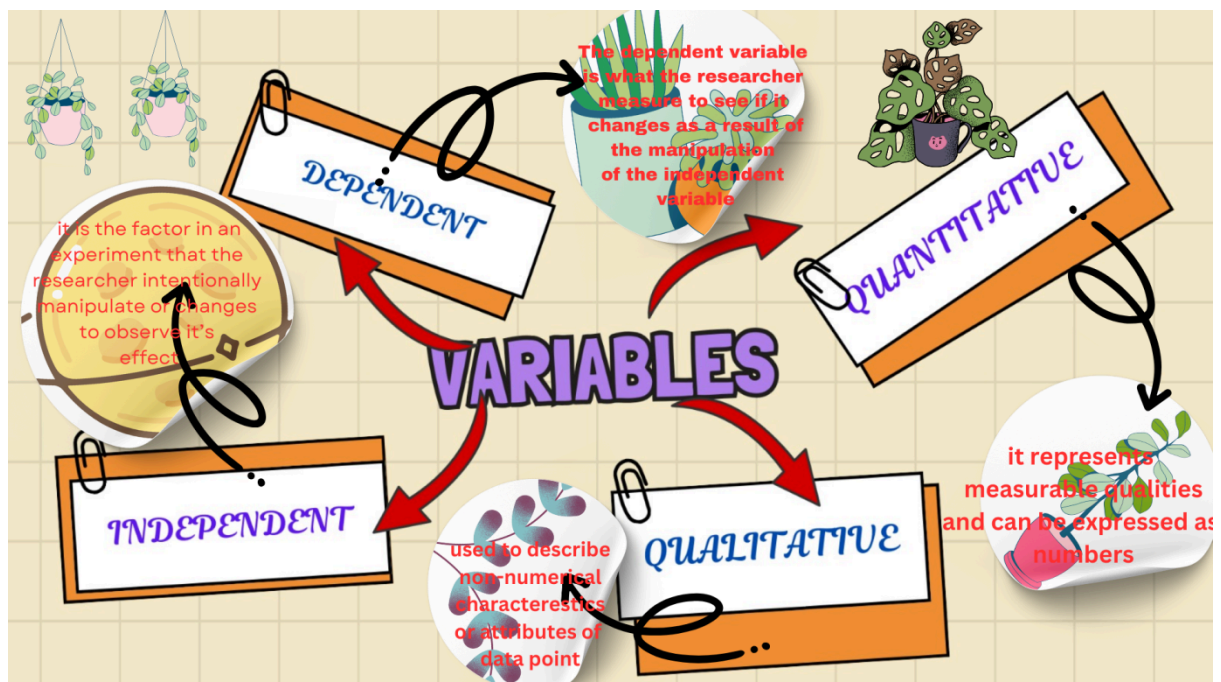 The dependent variable
is what the researcher
measure to see if it
changes as a result of
the manipulation
of the independent
variable
DEPENDENT
QUANTITATIVE
it is the factor in an
experiment that the
researcher intentionally
manipulate or changes
to observe it's
effect
VARIABLES
INDEPENDENT
QUALITATIVE
used to describe
non-numerical
characterestics
or attributes of
data point
it represents
measurable qualities
and can be expressed as
numbers